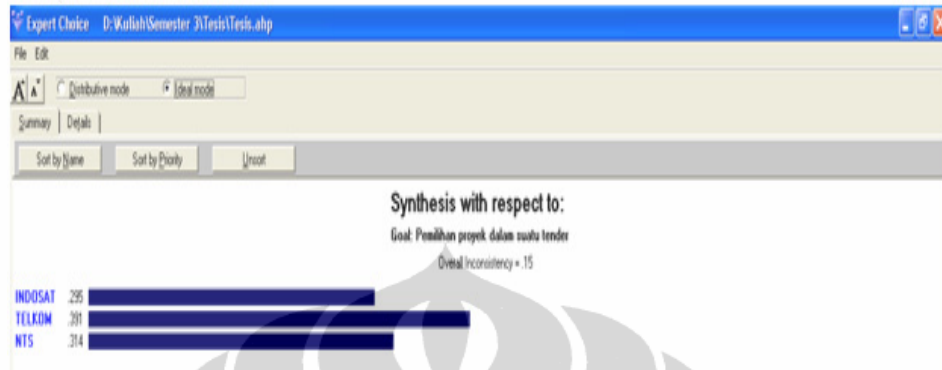 Expert Choice D:\Kuliah\Semester 3\Tesis\Tesis.ahp
File Edit
A A Distributive mode Ideal mode
Summary Details
Sort by Name Sort by Priority Unsort
Synthesis with respect to:
Goal: Pemilihan proyek dalam suatu tender
Overall Inconsistency = .15
INDOSAT .295
TELKOM .391
NTS .314